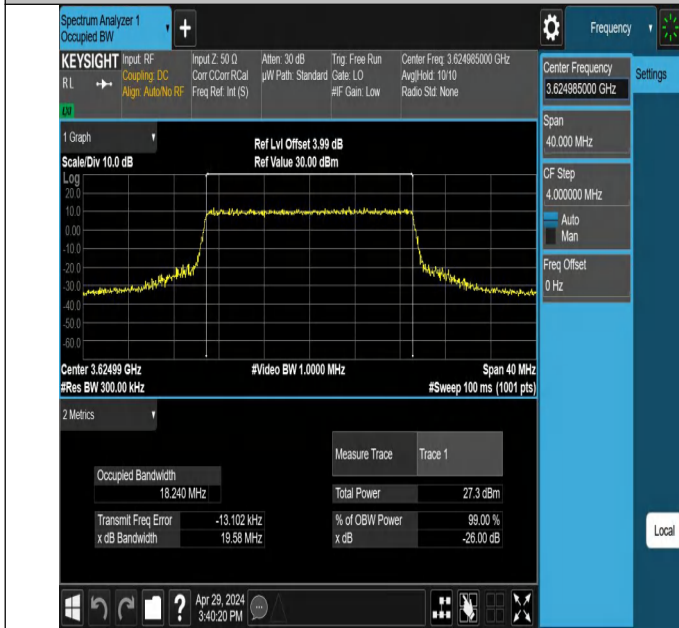 Spectrum Analyzer 1
Occupied BW
+
Frequency
KEYSIGHT
RL
Input: RF
Coupling: DC
Align: Auto/No RF
Input Z: 50 Ω
Corr CCorr RCal
Freq Ref: Int (S)
Atten: 30 dB
µW Path: Standard
Trig: Free Run
Gate: LO
#IF Gain: Low
Center Freq: 3.624985000 GHz
Avg|Hold: 10/10
Radio Std: None
Center Frequency
3.624985000 GHz
Settings
Span
40.000 MHz
CF Step
4.000000 MHz
Auto
Man
Freq Offset
0 Hz
1 Graph
Scale/Div 10.0 dB
Ref Lvl Offset 3.99 dB
Ref Value 30.00 dBm
Log
20.0
10.0
0.00
-10.0
-20.0
-30.0
-40.0
-50.0
-60.0
Center 3.62499 GHz
#Video BW 1.0000 MHz
Span 40 MHz
#Res BW 300.00 kHz
#Sweep 100 ms (1001 pts)
2 Metrics
Measure Trace
Trace 1
Occupied Bandwidth
18.240 MHz
Total Power
27.3 dBm
Transmit Freq Error
-13.102 kHz
% of OBW Power
99.00 %
x dB Bandwidth
19.58 MHz
x dB
-26.00 dB
Local
?
Apr 29, 2024
3:40:20 PM